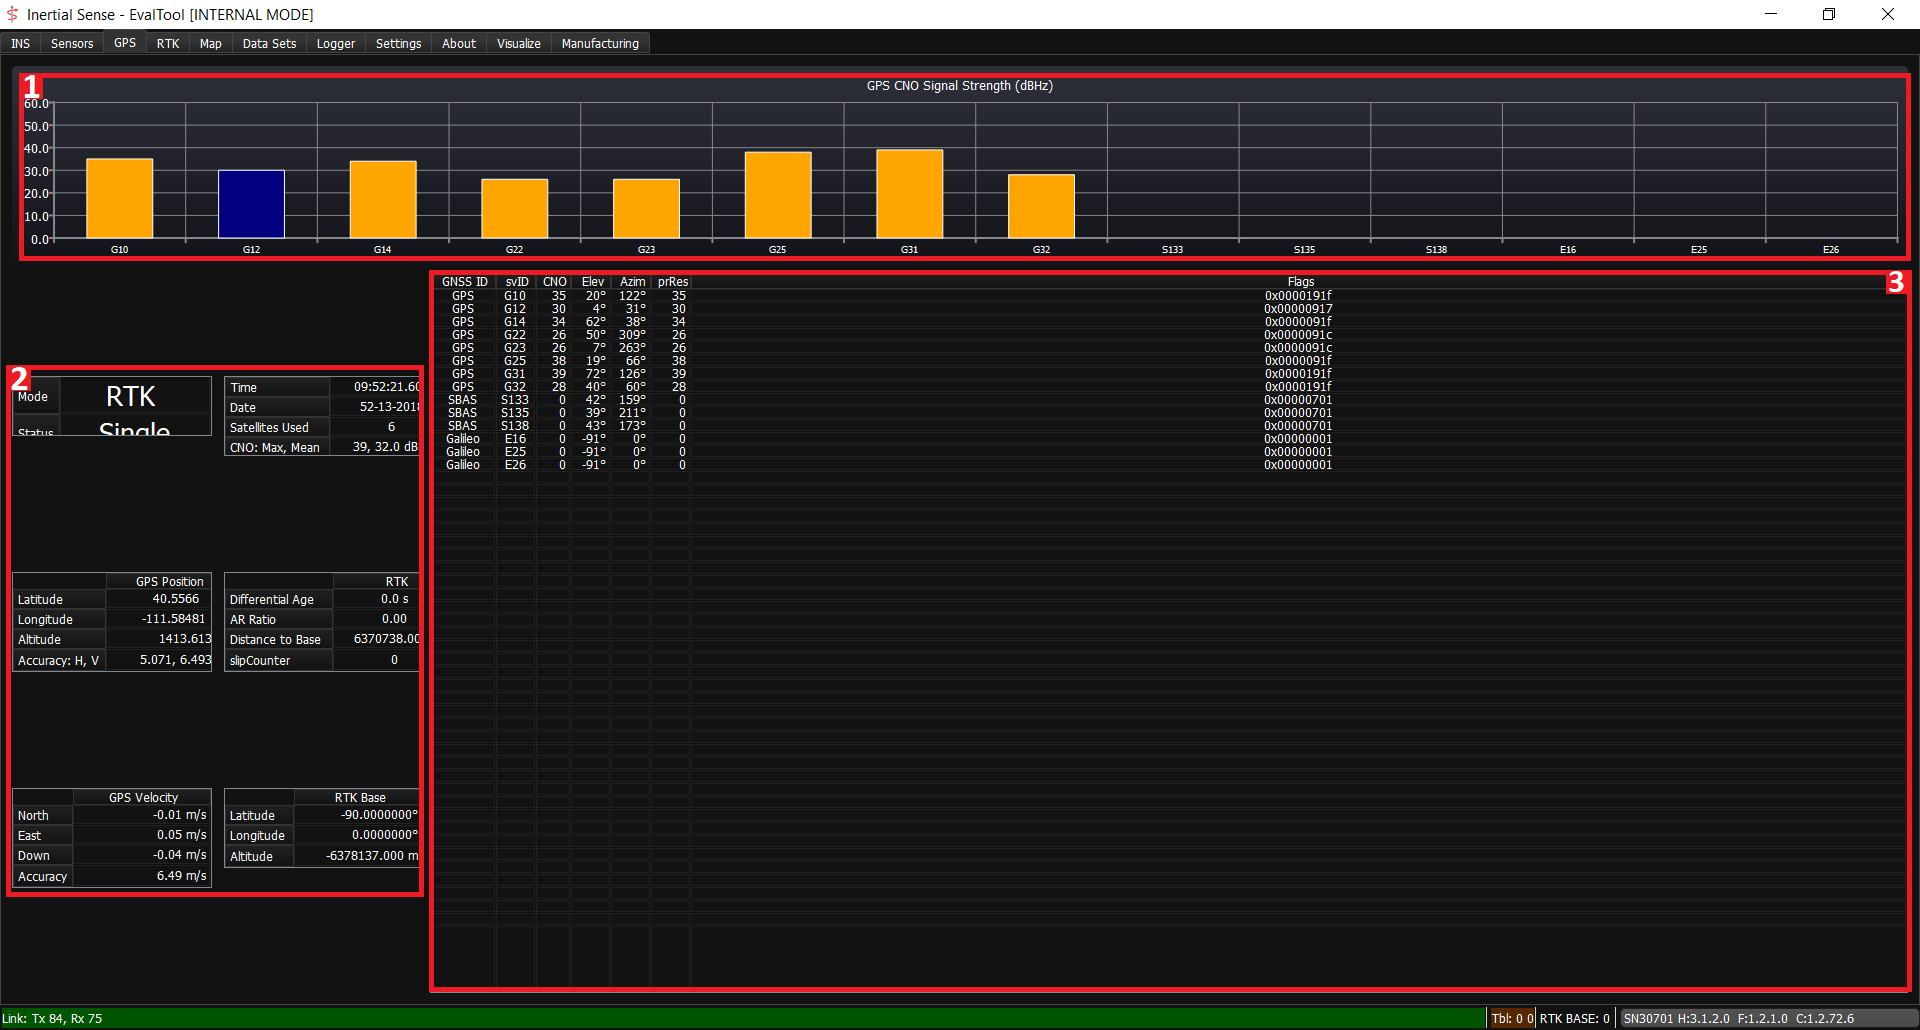 Inertial Sense - EvalTool [INTERNAL MODE]
INS Sensors GPS RTK Map Data Sets Logger Settings About Visualize Manufacturing
1
GPS CNO Signal Strength (dBHz)
60.0
50.0
40.0
30.0
20.0
10.0
0.0
G10 G12 G14 G22 G23 G25 G31 G32 S133 S135 S138 E16 E25 E26
2
Mode RTK
Status Single
Time 09:52:21.60
Date 52-13-2018
Satellites Used 6
CNO: Max, Mean 39, 32.0 dB
GPS Position
Latitude 40.5566
Longitude -111.58481
Altitude 1413.613
Accuracy: H, V 5.071, 6.493
RTK
Differential Age 0.0 s
AR Ratio 0.00
Distance to Base 6370738.00
slipCounter 0
GPS Velocity
North -0.01 m/s
East 0.05 m/s
Down -0.04 m/s
Accuracy 6.49 m/s
RTK Base
Latitude -90.0000000°
Longitude 0.0000000°
Altitude -6378137.000 m
3
GNSS ID svID CNO Elev Azim prRes Flags
GPS G10 35 20° 122° 35 0x0000191f
GPS G12 30 4° 31° 30 0x00000917
GPS G14 34 62° 38° 34 0x0000091f
GPS G22 26 50° 309° 26 0x0000091c
GPS G23 26 7° 263° 26 0x0000091c
GPS G25 38 19° 66° 38 0x0000091f
GPS G31 39 72° 126° 39 0x0000191f
GPS G32 28 40° 60° 28 0x0000191f
SBAS S133 0 42° 159° 0 0x00000701
SBAS S135 0 39° 211° 0 0x00000701
SBAS S138 0 43° 173° 0 0x00000701
Galileo E16 0 -91° 0° 0 0x00000001
Galileo E25 0 -91° 0° 0 0x00000001
Galileo E26 0 -91° 0° 0 0x00000001
Link: Tx 84, Rx 75
Tbl: 0 0
RTK BASE: 0
SN30701 H:3.1.2.0 F:1.2.1.0 C:1.2.72.6